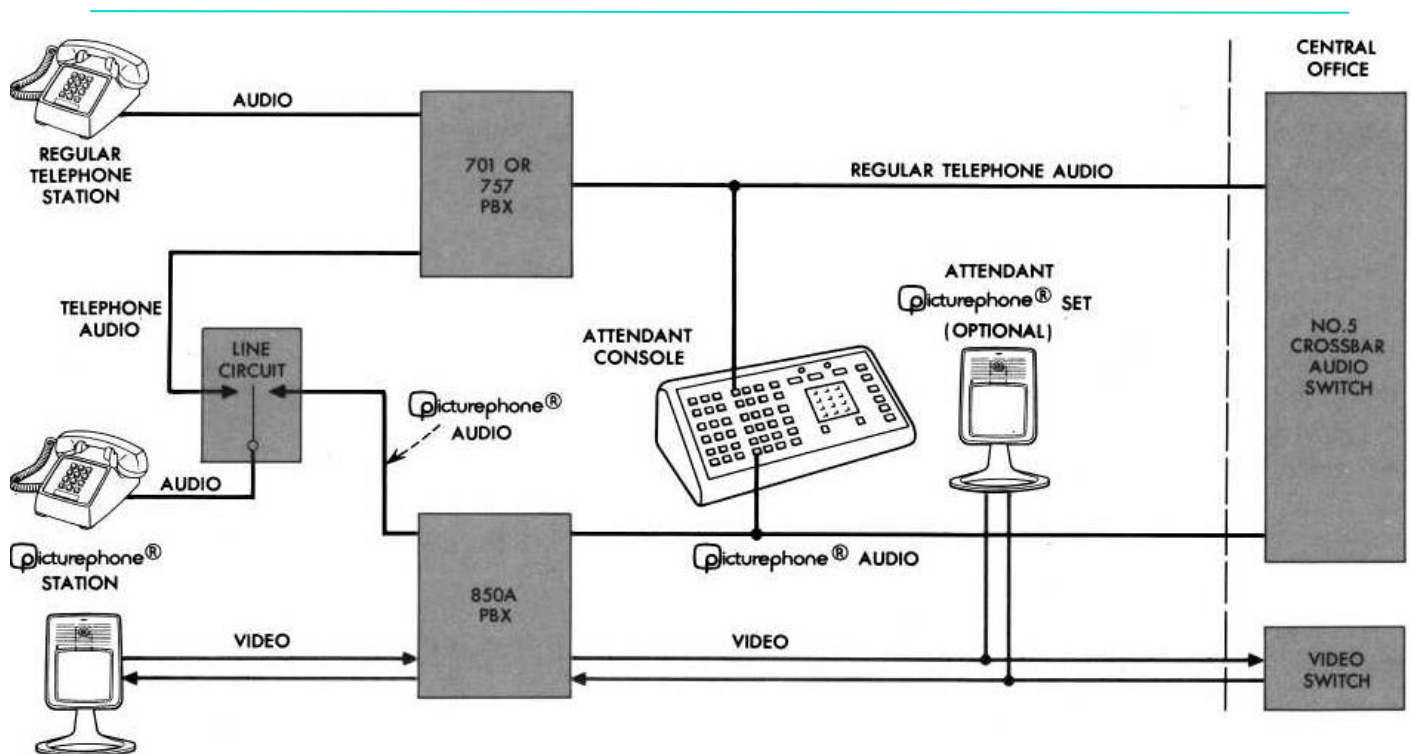 CENTRAL
OFFICE
AUDIO
REGULAR
TELEPHONE
STATION
701 OR
757
PBX
REGULAR TELEPHONE AUDIO
TELEPHONE
AUDIO
LINE
CIRCUIT
ATTENDANT
CONSOLE
ATTENDANT
picturephone® SET
(OPTIONAL)
NO.5
CROSSBAR
AUDIO
SWITCH
picturephone®
AUDIO
AUDIO
picturephone®
STATION
850A
PBX
picturephone® AUDIO
VIDEO
VIDEO
VIDEO
SWITCH